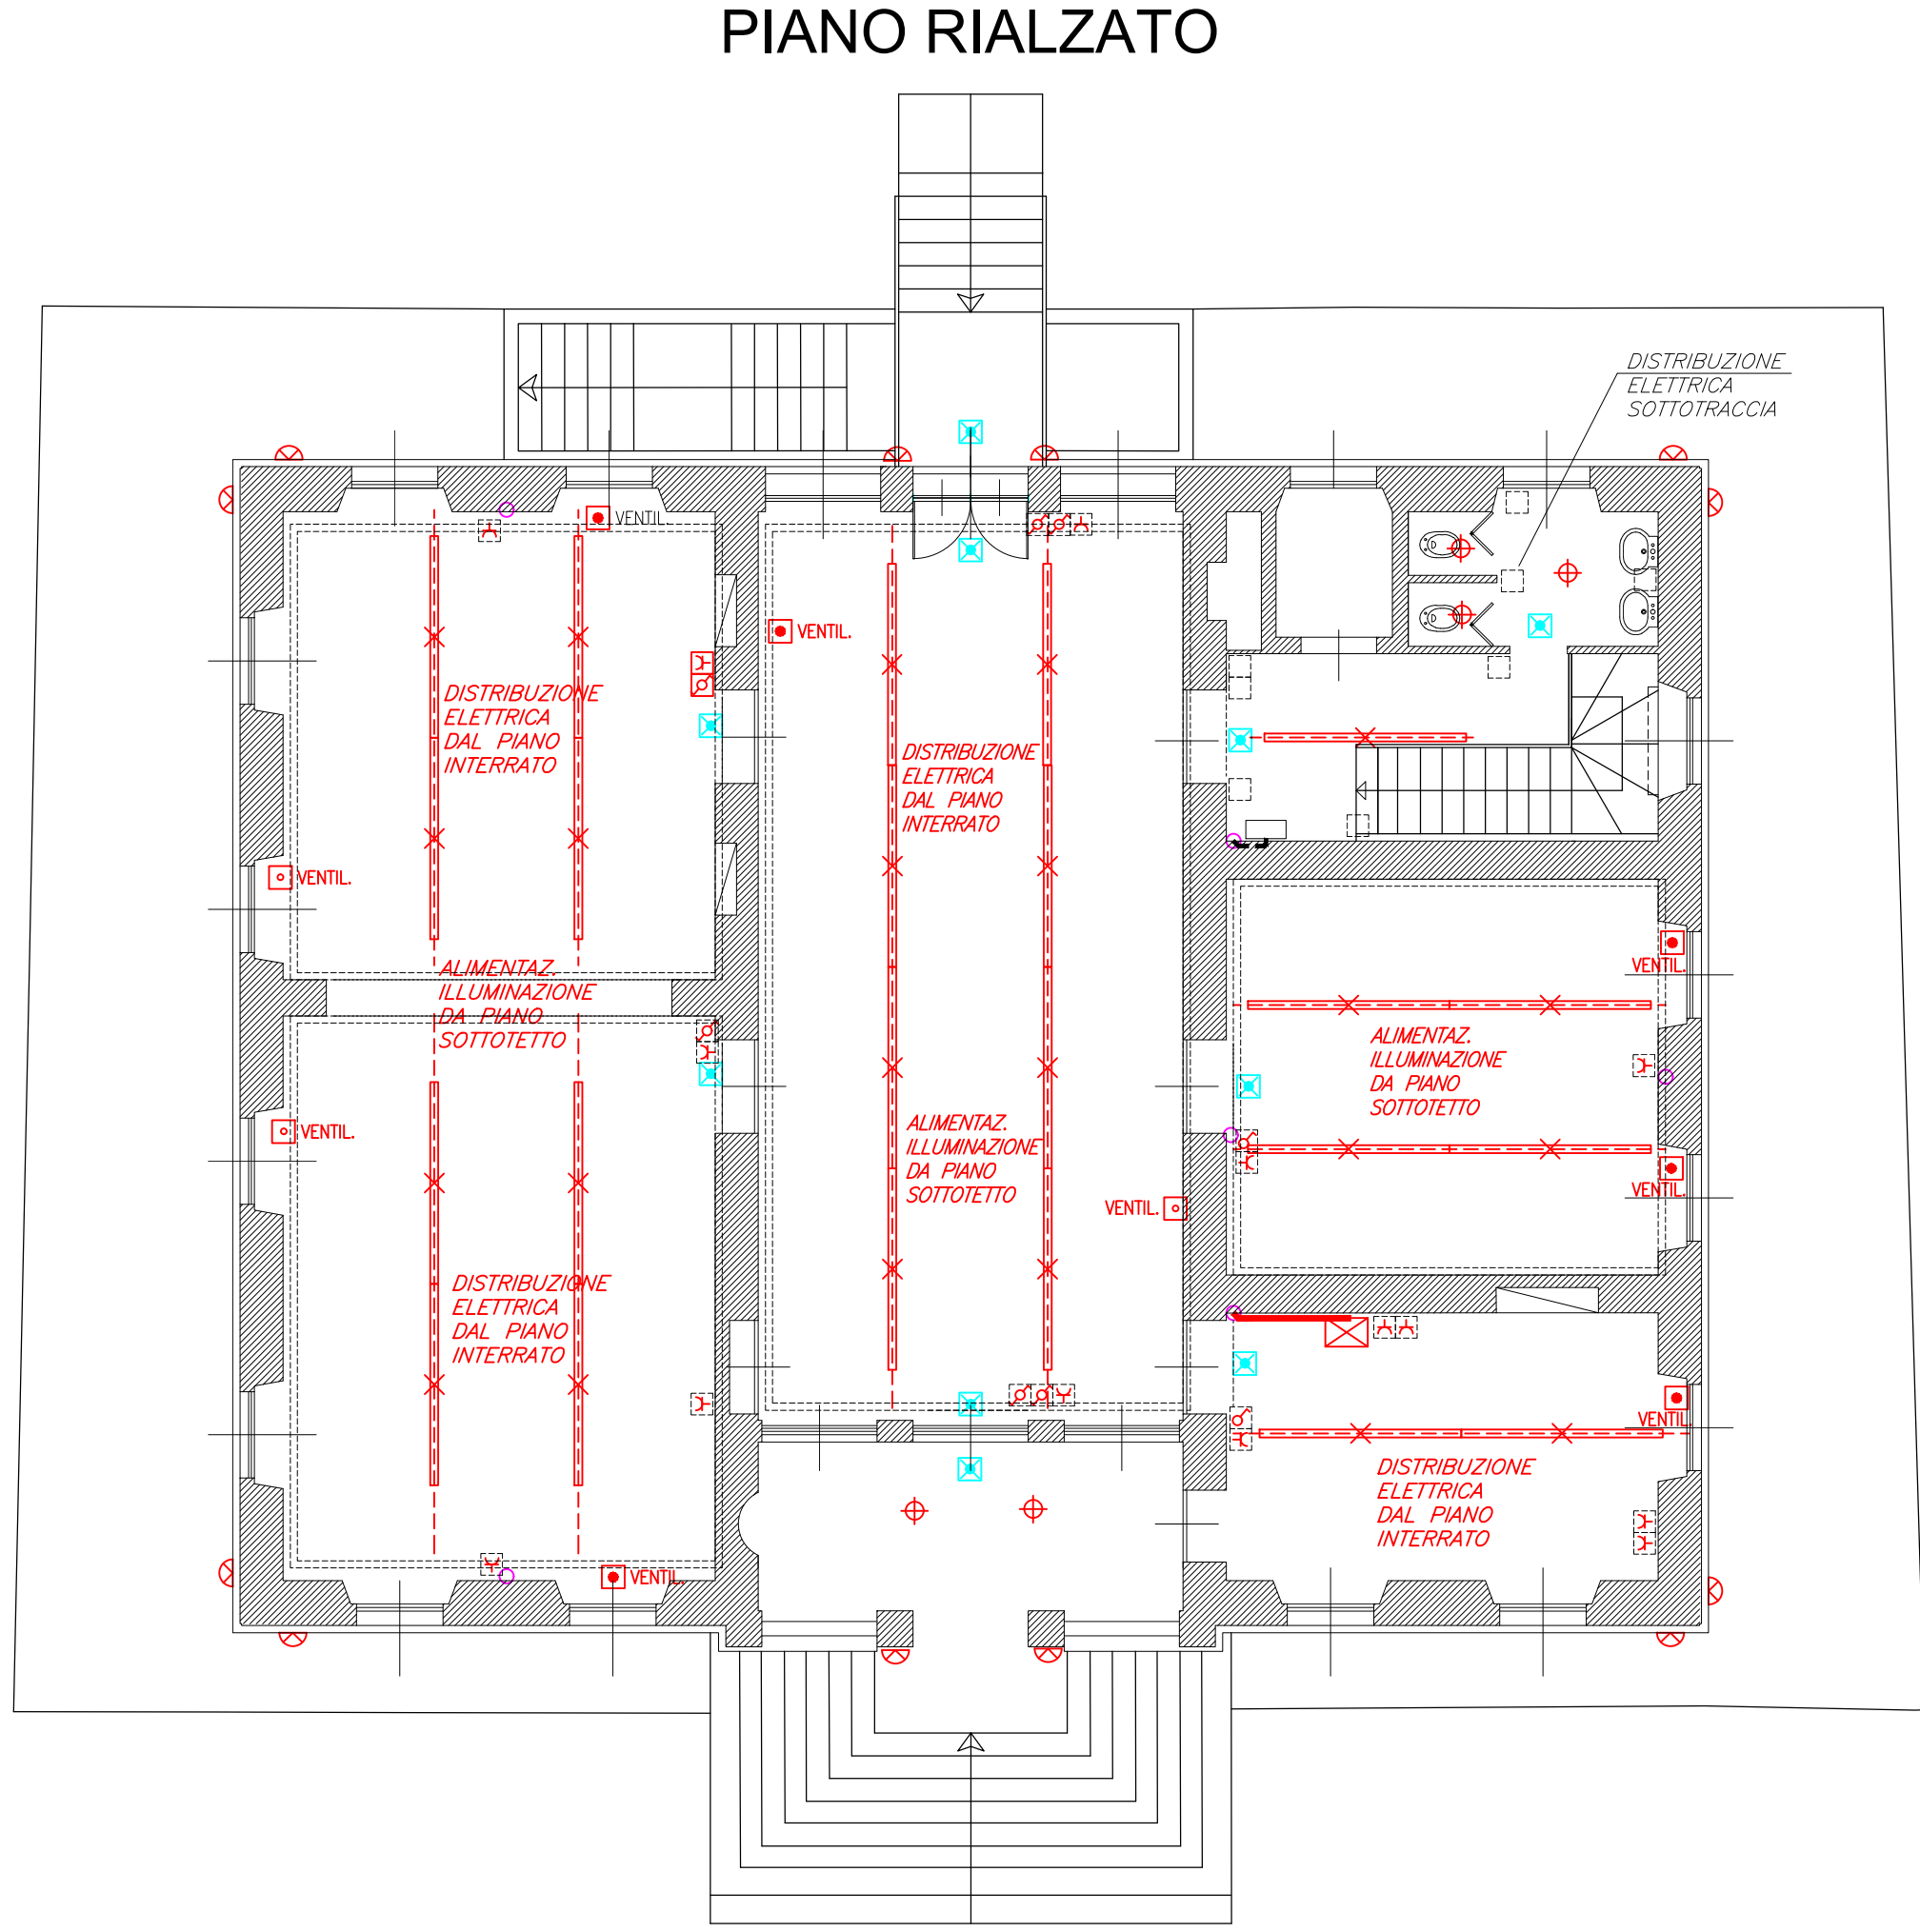 PIANO RIALZATO
DISTRIBUZIONE
ELETTRICA
SOTTOTRACCIA
VENTIL.
VENTIL.
DISTRIBUZIONE
ELETTRICA
DAL PIANO
INTERRATO
DISTRIBUZIONE
ELETTRICA
DAL PIANO
INTERRATO
VENTIL.
VENTIL.
ALIMENTAZ.
ILLUMINAZIONE
DA PIANO
SOTTOTETTO
ALIMENTAZ.
ILLUMINAZIONE
DA PIANO
SOTTOTETTO
VENTIL.
ALIMENTAZ.
ILLUMINAZIONE
DA PIANO
SOTTOTETTO
VENTIL.
VENTIL.
DISTRIBUZIONE
ELETTRICA
DAL PIANO
INTERRATO
VENTIL.
DISTRIBUZIONE
ELETTRICA
DAL PIANO
INTERRATO
VENTIL.